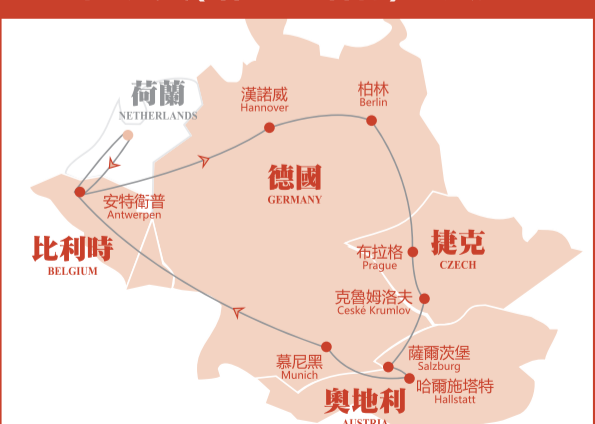 荷蘭
NETHERLANDS
漢諾威
Hannover
柏林
Berlin
德國
GERMANY
安特衛普
Antwerpen
比利時
BELGIUM
布拉格
Prague
捷克
CZECH
克魯姆洛夫
Ceské Krumlov
慕尼黑
Munich
薩爾茨堡
Salzburg
哈爾施塔特
Hallstatt
奧地利
AUSTRIA